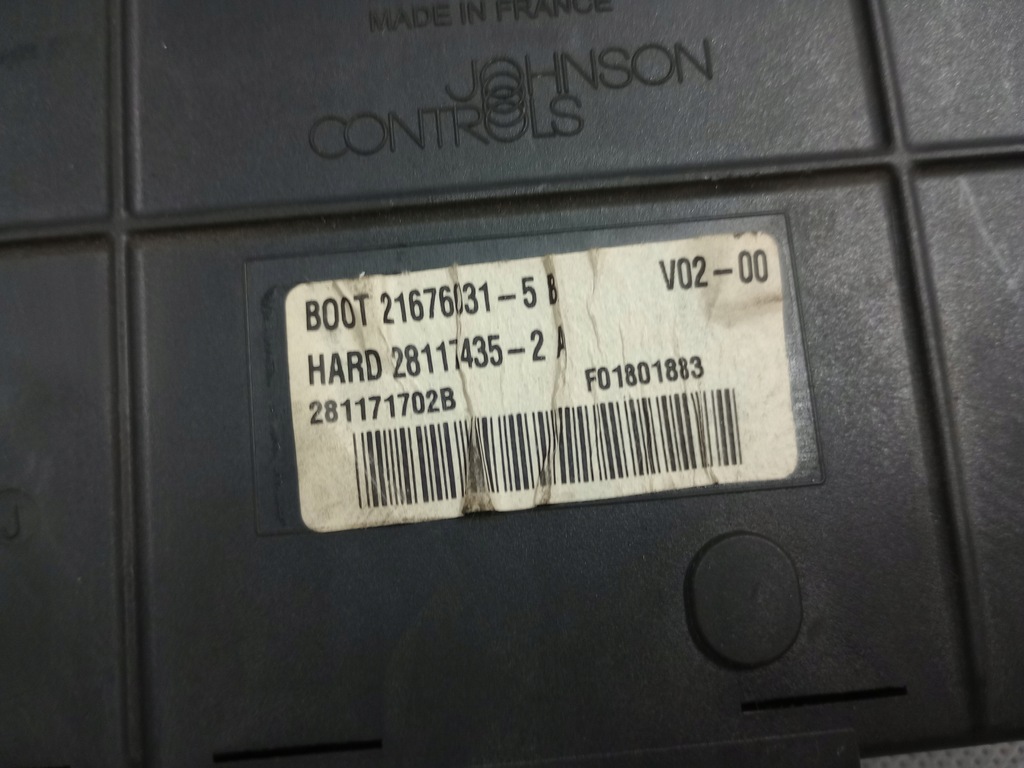 MADE IN FRANCE
JOHNSON
CONTROLS
BOOT 21676031-5 B V02-00
HARD 28117435-2 A
281171702B F01801883